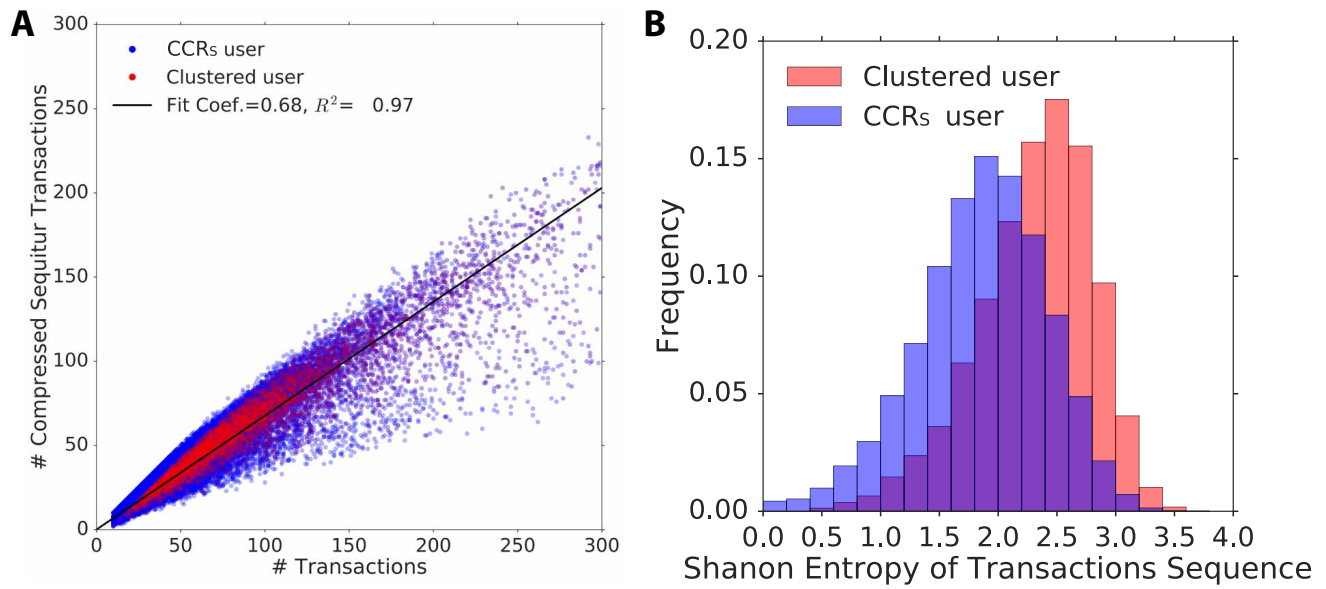 A
300
CCRs user
Clustered user
Fit Coef.=0.68, R²= 0.97
250
200
150
100
50
0
# Compressed Sequitur Transactions
0 50 100 150 200 250 300
# Transactions
B
0.20
Clustered user
CCRs user
0.15
0.10
0.05
0.00
Frequency
0.0 0.5 1.0 1.5 2.0 2.5 3.0 3.5 4.0
Shanon Entropy of Transactions Sequence